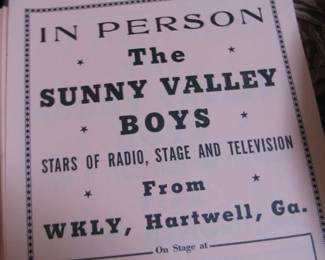 IN PERSON
The
SUNNY VALLEY
BOYS
STARS OF RADIO, STAGE AND TELEVISION
From
WKLY, Hartwell, Ga.
On Stage at